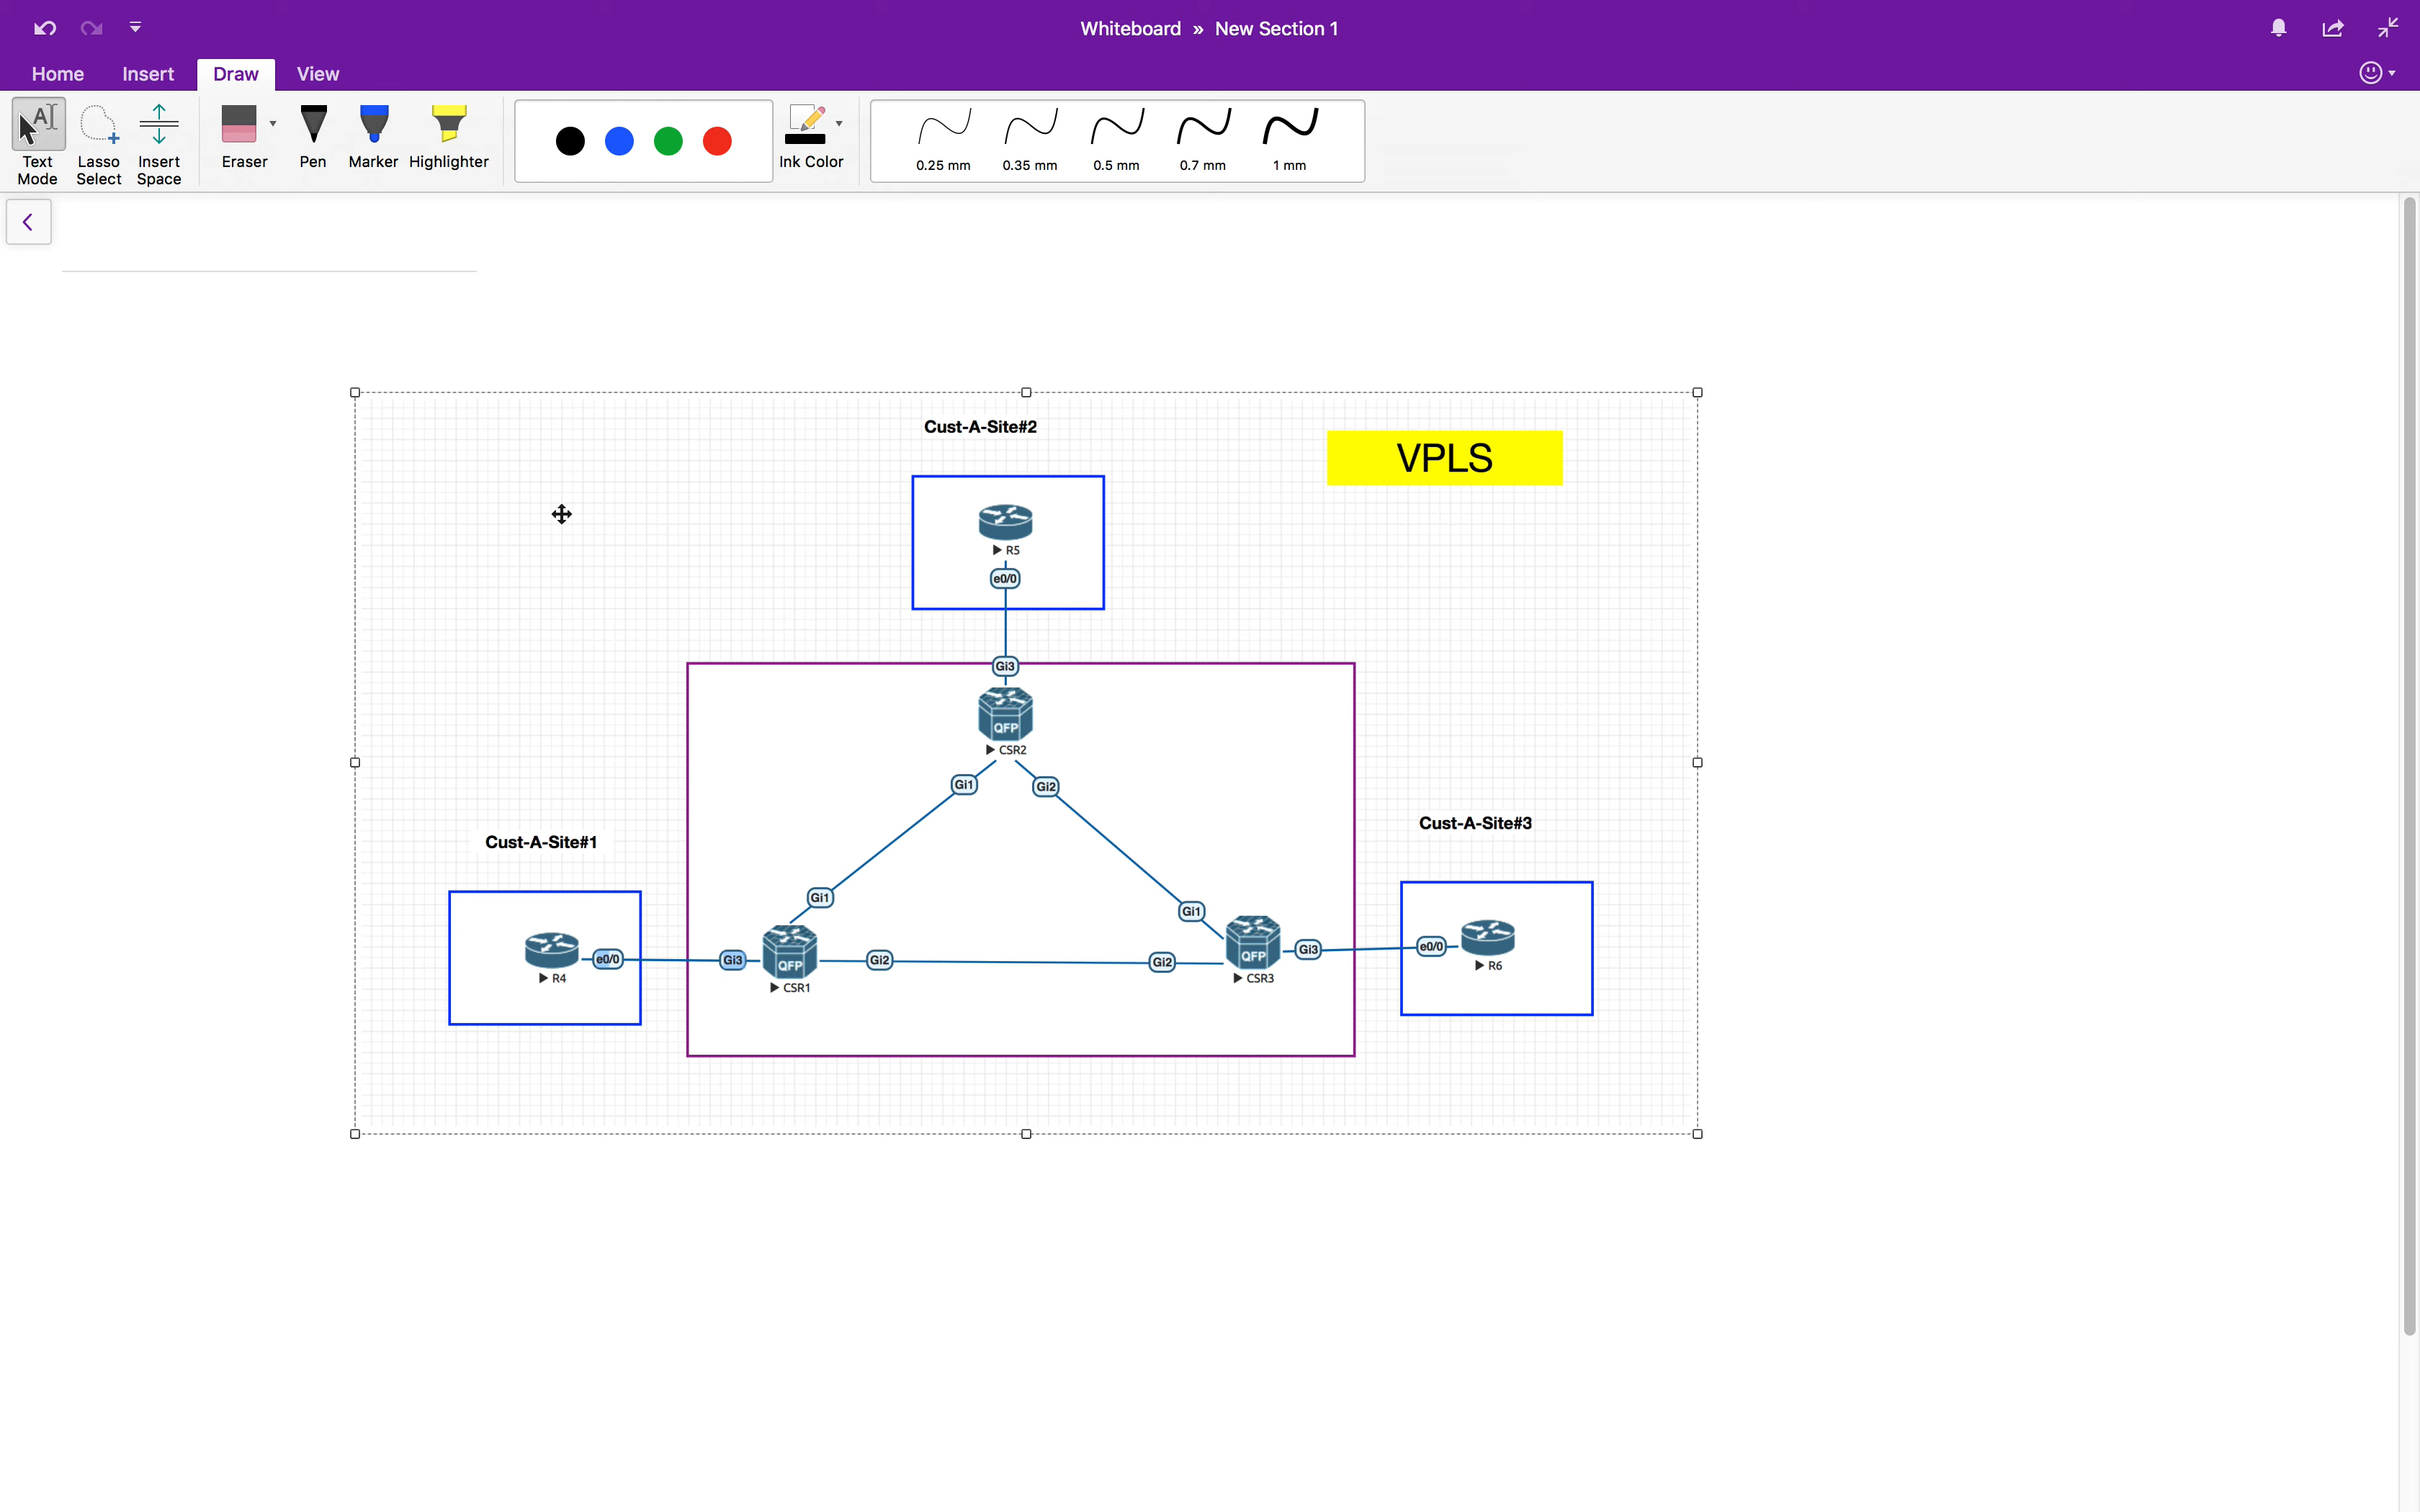 Whiteboard » New Section 1
Home Insert Draw View
A
Text Mode
Lasso Select
Insert Space
Eraser
Pen
Marker
Highlighter
Ink Color
0.25 mm
0.35 mm
0.5 mm
0.7 mm
1 mm
Cust-A-Site#2
VPLS
R5
e0/0
Gi3
QFP
CSR2
Gi1
Gi2
Cust-A-Site#3
Cust-A-Site#1
Gi1
Gi1
R4
e0/0
Gi3
QFP
CSR1
Gi2
Gi2
QFP
CSR3
Gi3
e0/0
R6